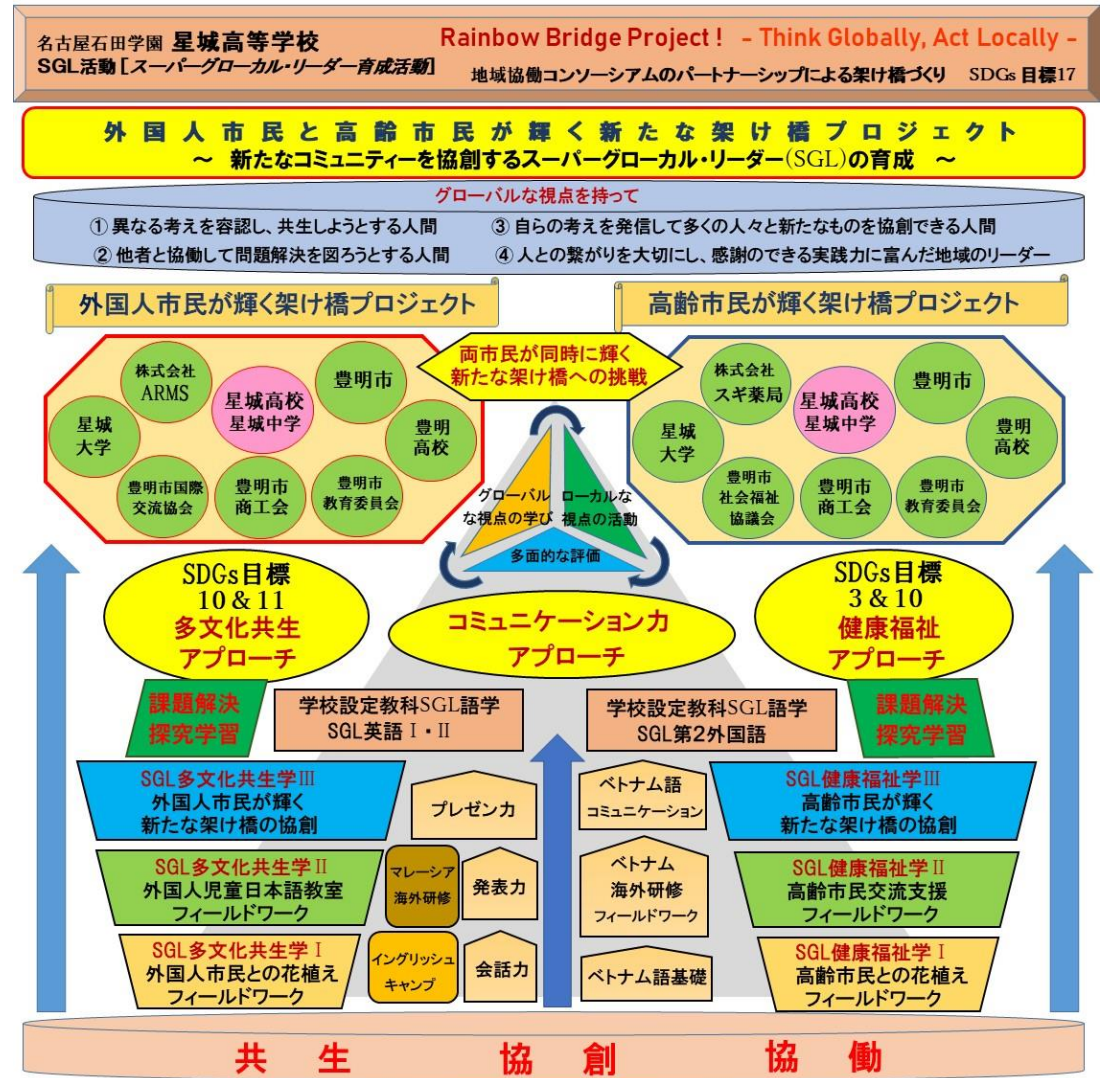 名古屋石田学園 星城高等学校
SGL活動[スーパーグローカル・リーダー育成活動]
Rainbow Bridge Project! - Think Globally, Act Locally -
地域協働コンソーシアムのパートナーシップによる架け橋づくり SDGs 目標17
外国人市民と高齢市民が輝く新たな架け橋プロジェクト
～ 新たなコミュニティーを協創するスーパーグローカル・リーダー(SGL)の育成 ～
グローバルな視点を持って
① 異なる考えを容認し、共生しようとする人間
② 他者と協働して問題解決を図ろうとする人間
③ 自らの考えを発信して多くの人々と新たなものを協創できる人間
④ 人との繋がりを大切にし、感謝のできる実践力に富んだ地域のリーダー
外国人市民が輝く架け橋プロジェクト
株式会社
ARMS
星城高校
星城中学
豊明市
星城
大学
豊明
高校
豊明市国際
交流協会
豊明市
商工会
豊明市
教育委員会
両市民が同時に輝く
新たな架け橋への挑戦
グローバル
な視点の学び
ローカルな
視点の活動
多面的な評価
高齢市民が輝く架け橋プロジェクト
株式会社
スギ薬局
星城高校
星城中学
豊明市
星城
大学
豊明
高校
豊明市
社会福祉
協議会
豊明市
商工会
豊明市
教育委員会
SDGs目標
10 & 11
多文化共生
アプローチ
コミュニケーション力
アプローチ
SDGs目標
3 & 10
健康福祉
アプローチ
課題解決
探究学習
学校設定教科SGL語学
SGL英語Ⅰ・Ⅱ
学校設定教科SGL語学
SGL第2外国語
課題解決
探究学習
SGL多文化共生学Ⅲ
外国人市民が輝く
新たな架け橋の協創
プレゼン力
ベトナム語
コミュニケーション
SGL健康福祉学Ⅲ
高齢市民が輝く
新たな架け橋の協創
SGL多文化共生学Ⅱ
外国人児童日本語教室
フィールドワーク
マレーシア
海外研修
発表力
ベトナム
海外研修
フィールドワーク
SGL健康福祉学Ⅱ
高齢市民交流支援
フィールドワーク
SGL多文化共生学Ⅰ
外国人市民との花植え
フィールドワーク
イングリッシュ
キャンプ
会話力
ベトナム語基礎
SGL健康福祉学Ⅰ
高齢市民との花植え
フィールドワーク
共生 協創 協働